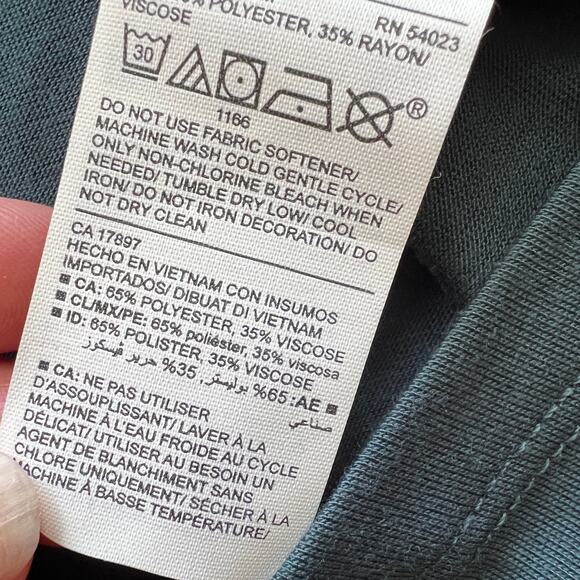 RN 54023
% POLYESTER, 35% RAYON/
VISCOSE
30
1166
®
DO NOT USE FABRIC SOFTENER/
MACHINE WASH COLD GENTLE CYCLE/
ONLY NON-CHLORINE BLEACH WHEN
NEEDED/ TUMBLE DRY LOW/ COOL
IRON/ DO NOT IRON DECORATION/ DO
NOT DRY CLEAN
CA 17897
HECHO EN VIETNAM CON INSUMOS
IMPORTADOS/ DIBUAT DI VIETNAM
CA: 65% POLYESTER, 35% VISCOSE
CL/MX/PE: 65% poliéster, 35% viscosa
ID: 65% POLISTER, 35% VISCOSE
AE: 65% بوليستر, 35% حرير فيسكوز
صناعي
CA: NE PAS UTILISER
D'ASSOUPLISSANT/ LAVER À LA
MACHINE À L'EAU FROIDE AU CYCLE
DÉLICAT/ UTILISER AU BESOIN UN
AGENT DE BLANCHIMENT SANS
CHLORE UNIQUEMENT/ SÉCHER À LA
MACHINE À BASSE TEMPÉRATURE/